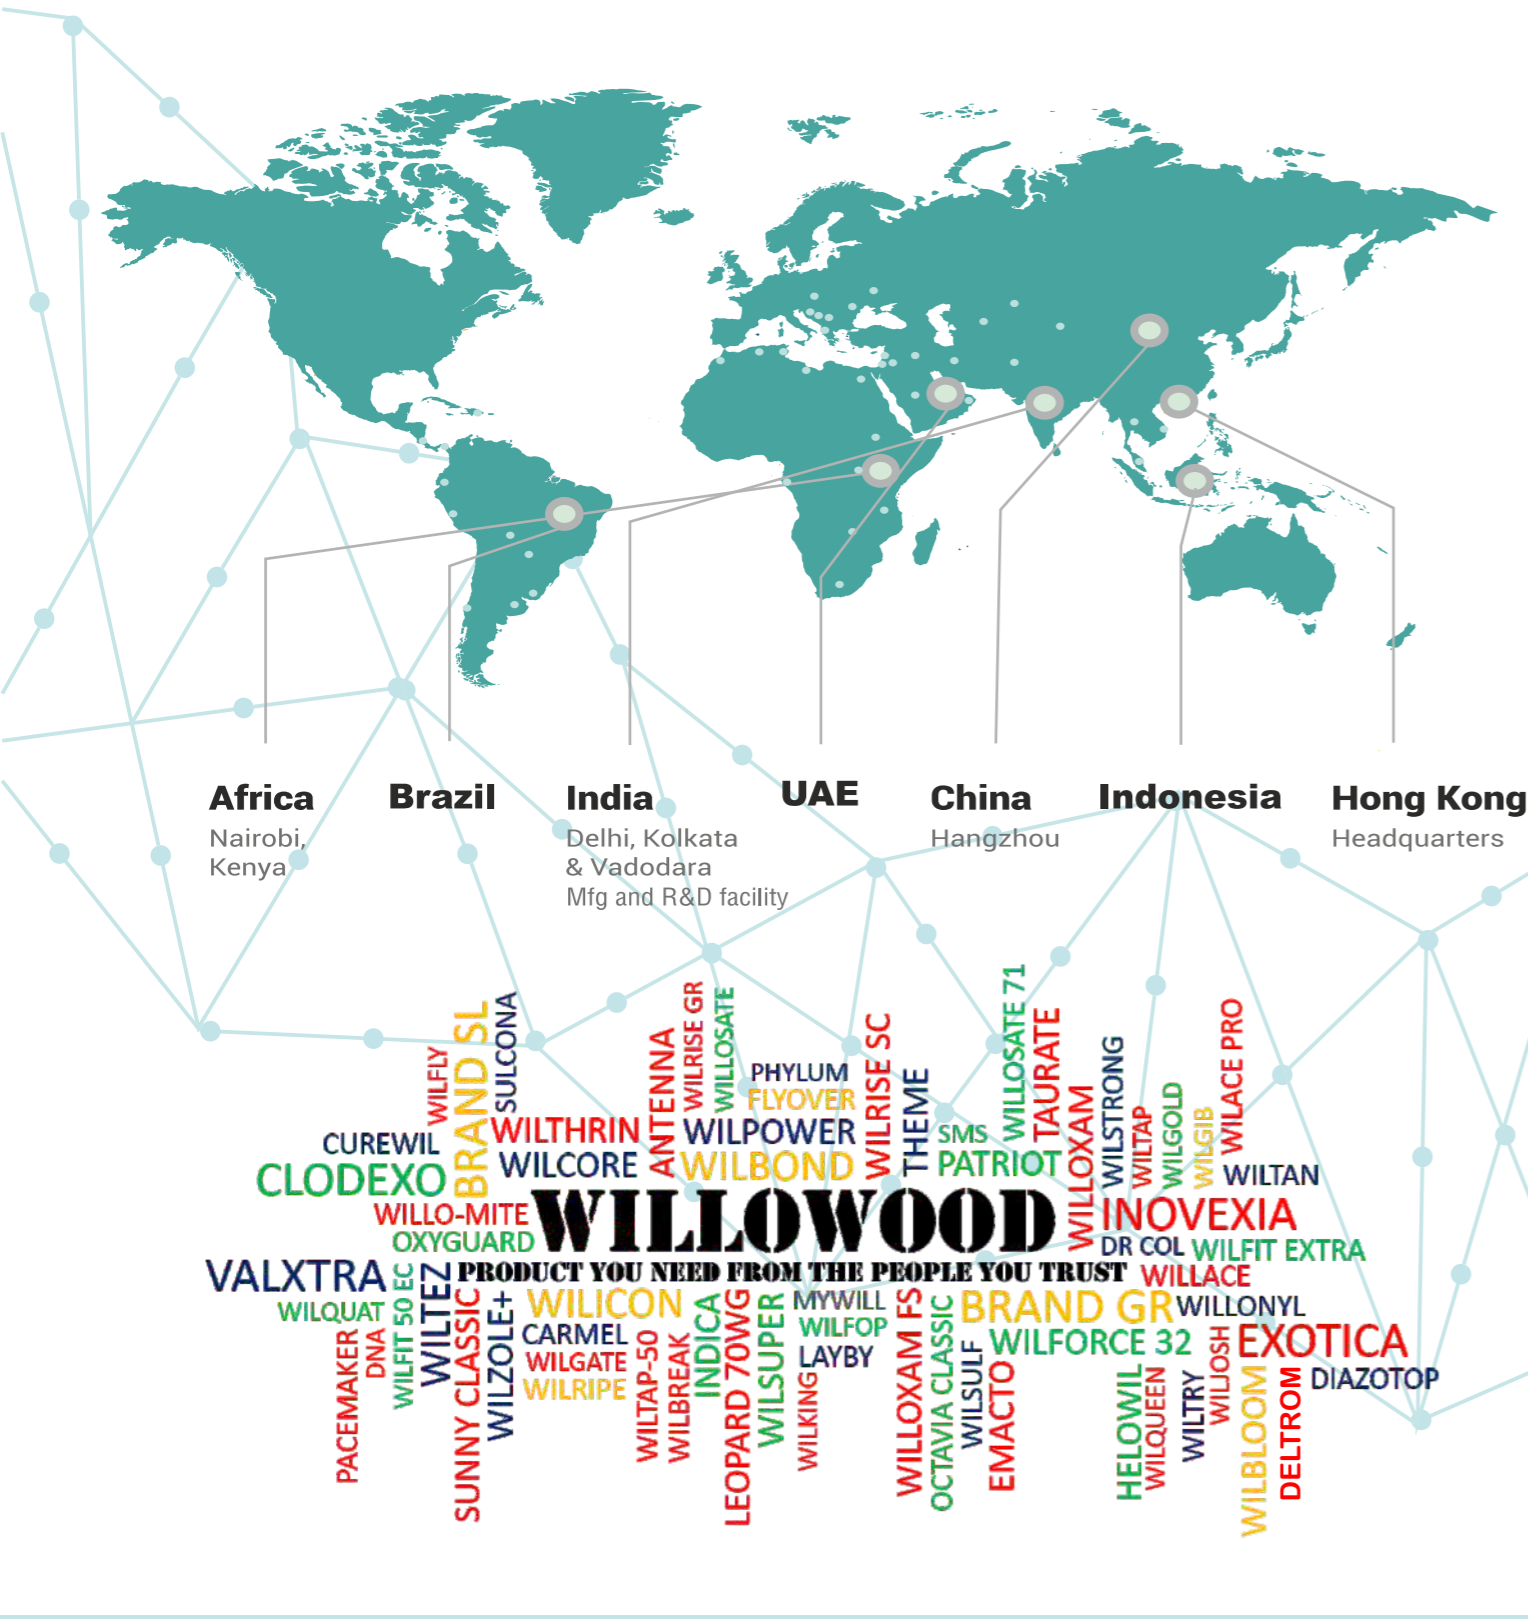 Africa
Nairobi,
Kenya
Brazil
India
Delhi, Kolkata
& Vadodara
Mfg and R&D facility
UAE
China
Hangzhou
Indonesia
Hong Kong
Headquarters
WILFLY
BRAND SL
SULCONA
ANTENNA
WILRISE GR
WILLOSATE
PHYLUM
FLYOVER
WILRISE SC
THEME
WILLOSATE 71
TAURATE
WILLOXAM
WILSTRONG
WILTAP
WILGOLD
WILGIB
WILACE PRO
CUREWIL
WILTHRIN
WILPOWER
SMS
CLODEXO
WILCORE
WILBOND
PATRIOT
WILTAN
WILLO-MITE
WILLOWOOD
INOVEXIA
OXYGUARD
DR COL
WILFIT EXTRA
VALXTRA
PRODUCT YOU NEED FROM THE PEOPLE YOU TRUST
WILLACE
WILQUAT
WILFIT 50 EC
WILTEZ
SUNNY CLASSIC
WILZOLE+
WILICON
INDICA
LEOPARD 70WG
WILSUPER
MYWILL
WILLOXAM FS
OCTAVIA CLASSIC
BRAND GR
WILLONYL
PACEMAKER
DNA
CARMEL
WILFOP
WILFORCE 32
EXOTICA
WILGATE
WILTAP-50
WILBREAK
LAYBY
WILSULF
EMACTO
WILRIPE
WILKING
HELOWIL
WILQUEEN
WILTRY
WILJOSH
WILBLOOM
DELTROM
DIAZOTOP